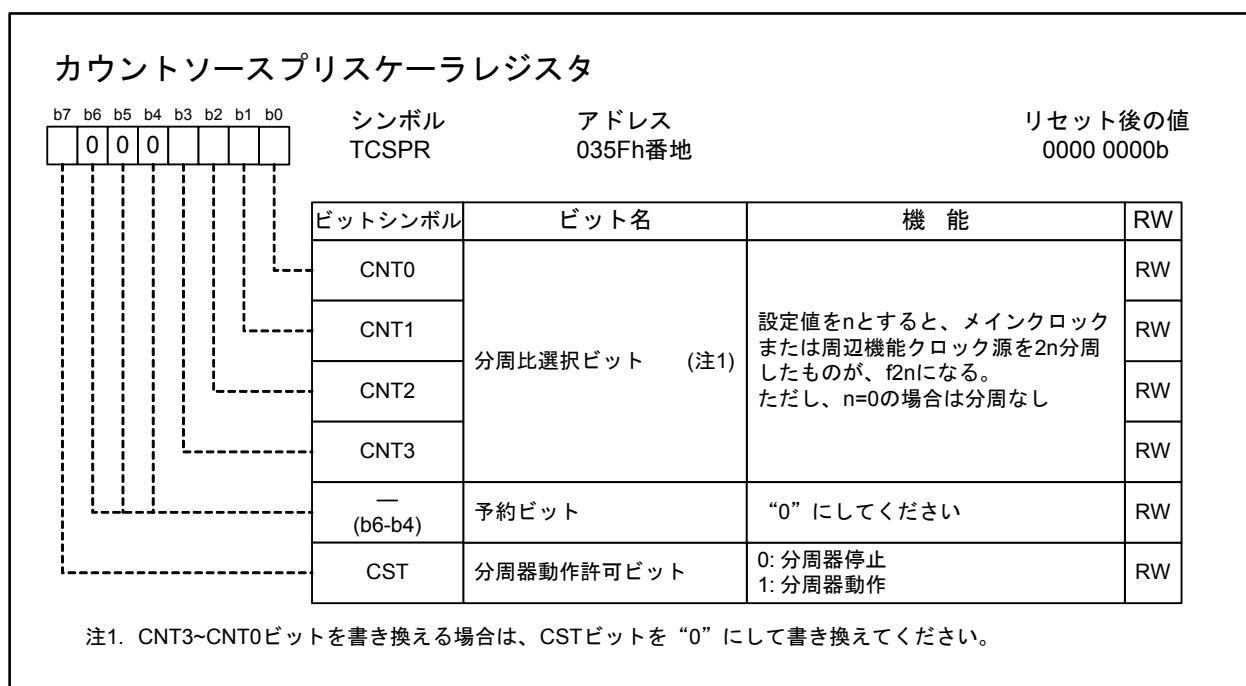 カウントソースプリスケーラレジスタ
b7 b6 b5 b4 b3 b2 b1 b0
0 0 0
シンボル アドレス リセット後の値
TCSPR 035Fh番地 0000 0000b
ビットシンボル ビット名 機 能 RW
CNT0 RW
CNT1 RW
CNT2 RW
CNT3 RW
分周比選択ビット (注1)
設定値をnとすると、メインクロック
または周辺機能クロック源を2n分周
したものが、f2nになる。
ただし、n=0の場合は分周なし
—
(b6-b4) 予約ビット “0”にしてください RW
CST 分周器動作許可ビット 0: 分周器停止
1: 分周器動作 RW
注1. CNT3~CNT0ビットを書き換える場合は、CSTビットを“0”にして書き換えてください。